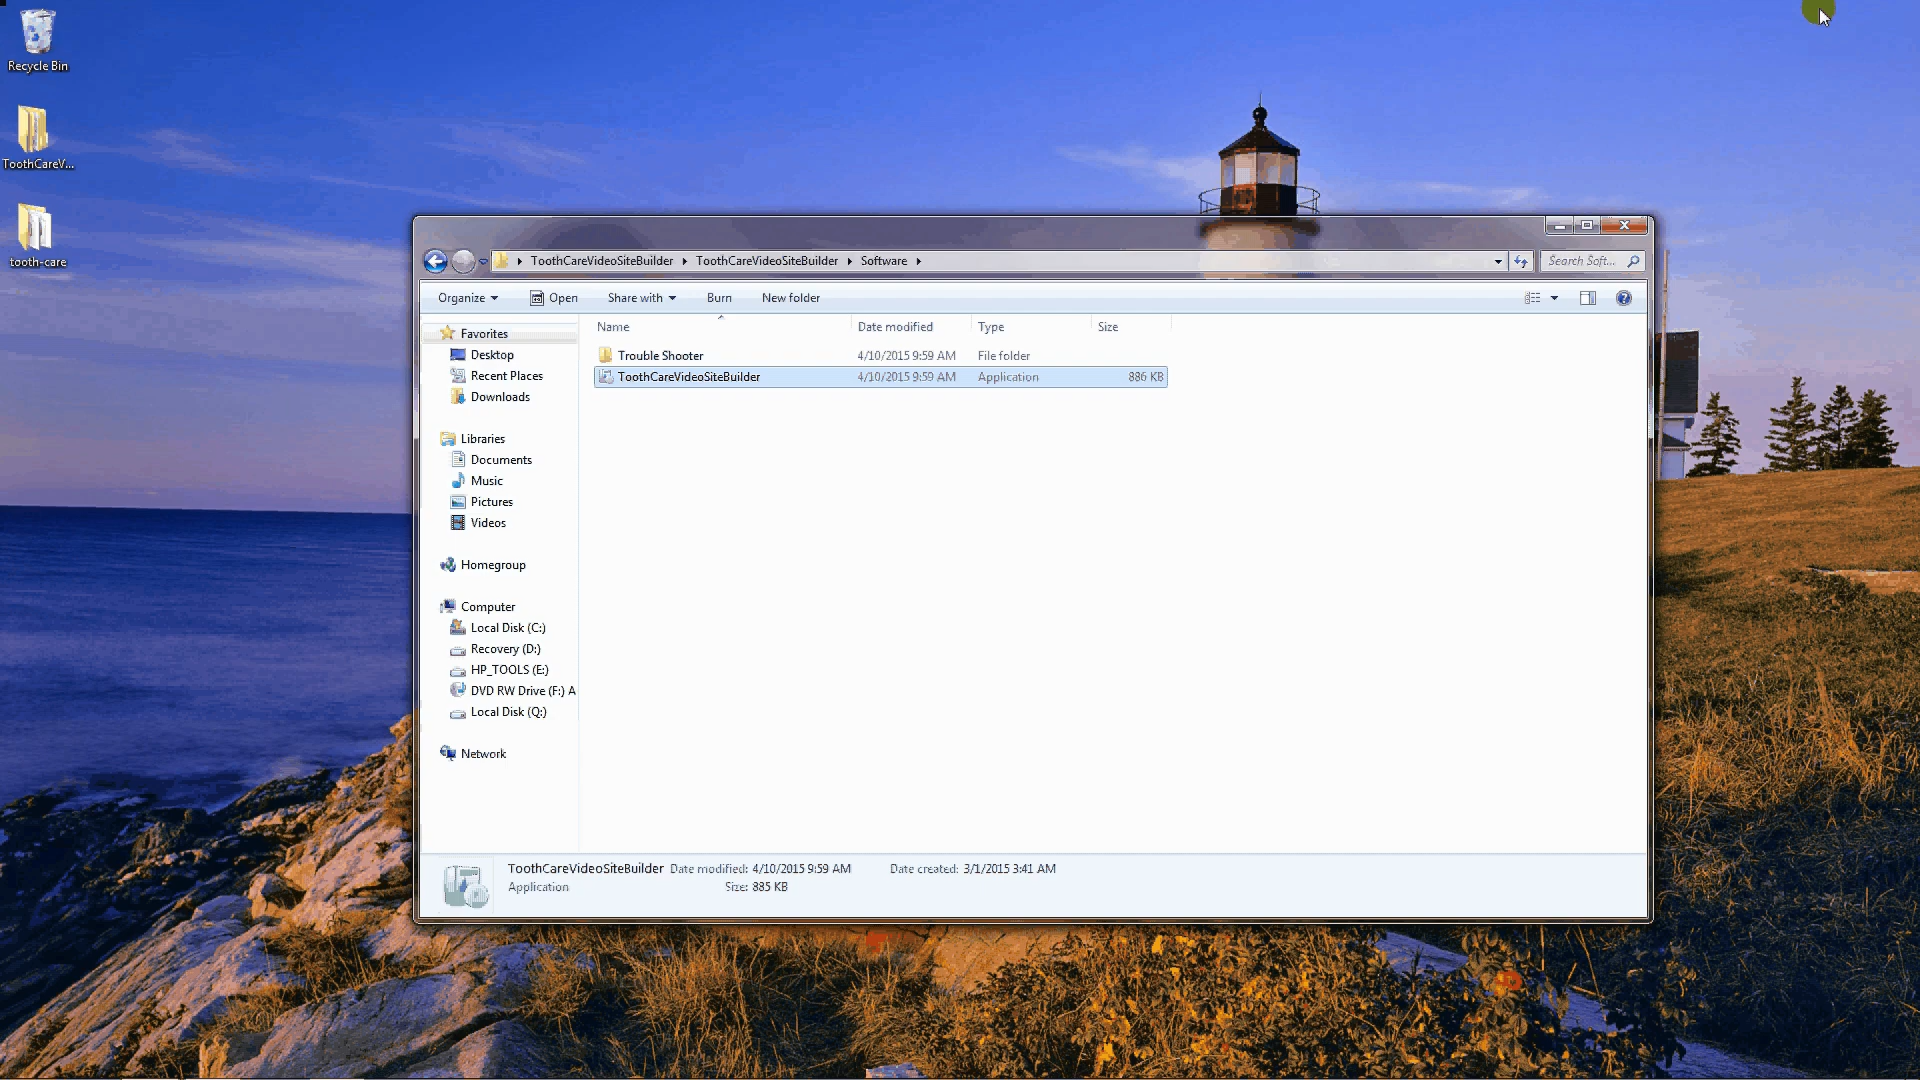 Recycle Bin
ToothCareV...
tooth-care
ToothCareVideoSiteBuilder ToothCareVideoSiteBuilder Software
Search Soft...
Organize Open Share with Burn New folder
Name Date modified Type Size
Trouble Shooter 4/10/2015 9:59 AM File folder
ToothCareVideoSiteBuilder 4/10/2015 9:59 AM Application 886 KB
Favorites
Desktop
Recent Places
Downloads
Libraries
Documents
Music
Pictures
Videos
Homegroup
Computer
Local Disk (C:)
Recovery (D:)
HP_TOOLS (E:)
DVD RW Drive (F:) A
Local Disk (Q:)
Network
ToothCareVideoSiteBuilder Date modified: 4/10/2015 9:59 AM Date created: 3/1/2015 3:41 AM
Application Size: 885 KB